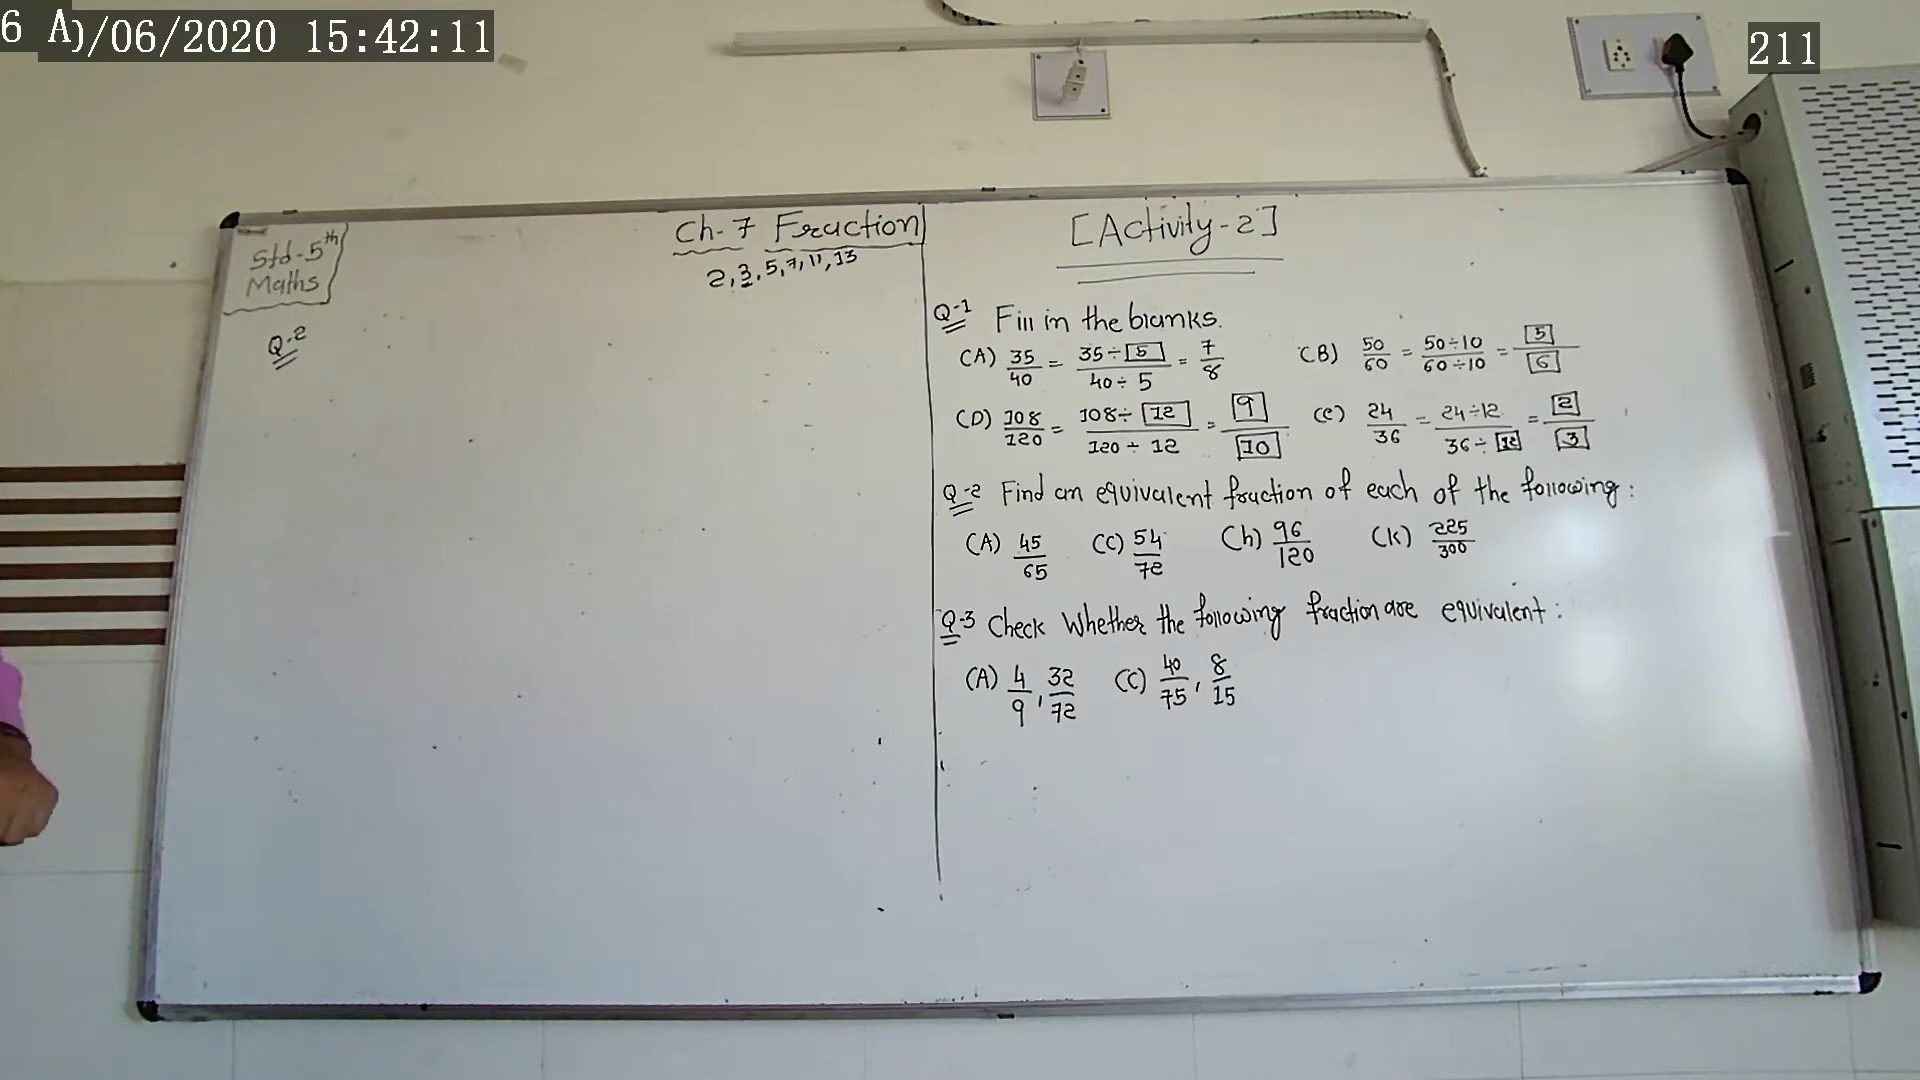 6 A
)/06/2020 15:42:11
211
Std-5th
Maths
Ch-7 Fraction
2, 3, 5, 7, 11, 13
Q-2
[Activity-2]
Q-1 Fill in the blanks.
(A) 35/40 = 35÷5/40÷5 = 7/8 (B) 50/60 = 50÷10/60÷10 = 5/6
(D) 108/120 = 108÷12/120÷12 = 9/10 (e) 24/36 = 24÷12/36÷12 = 2/3
Q-2 Find an equivalent fraction of each of the following:
(A) 45/65 (C) 54/72 (h) 96/120 (k) 225/300
Q-3 Check Whether the following fraction are equivalent:
(A) 4/9, 32/72 (C) 40/75, 8/15